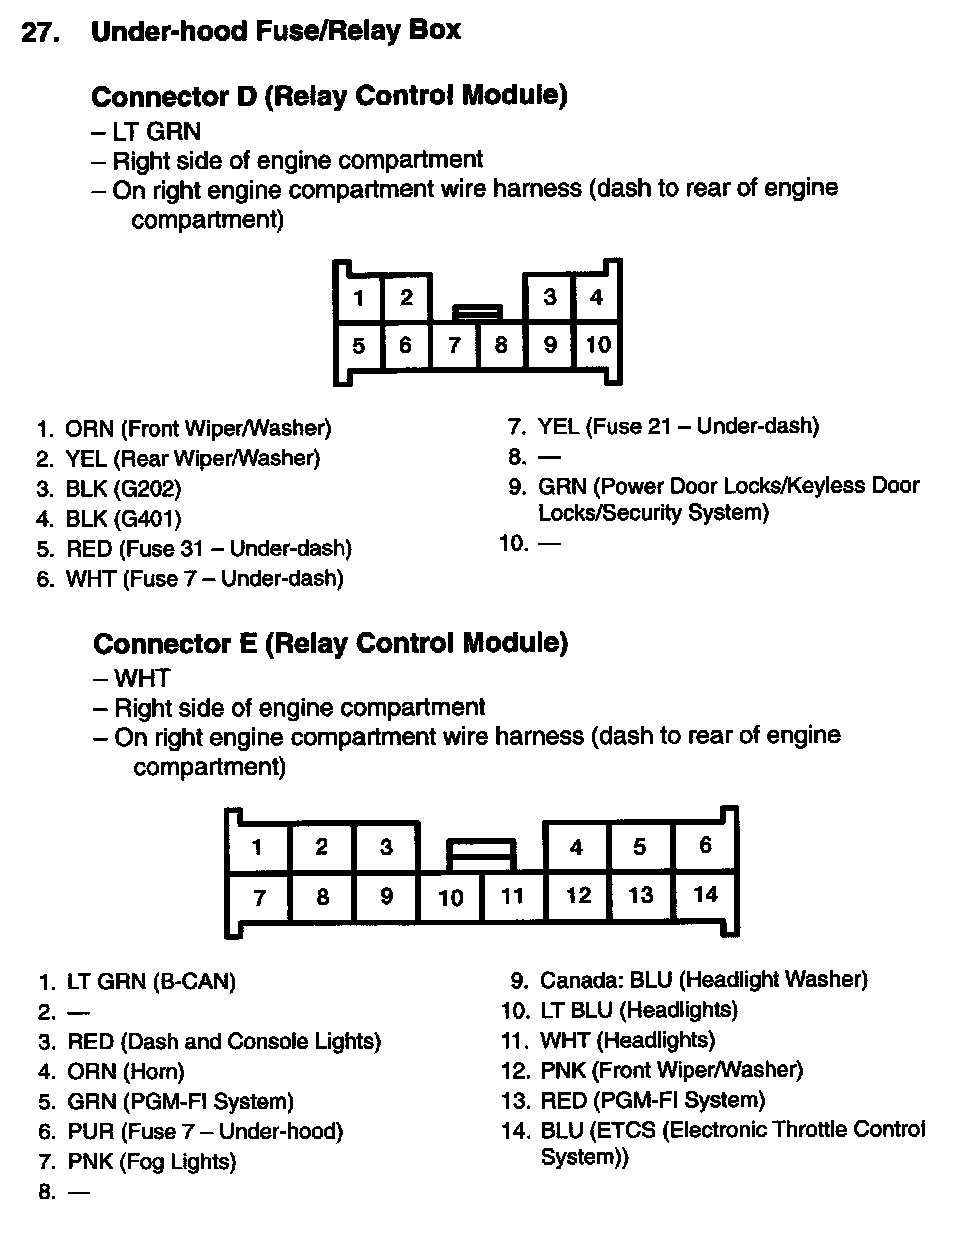 27. Under-hood Fuse/Relay Box
Connector D (Relay Control Module)
– LT GRN
– Right side of engine compartment
– On right engine compartment wire harness (dash to rear of engine
compartment)
1 2 3 4
5 6 7 8 9 10
1. ORN (Front Wiper/Washer)
2. YEL (Rear Wiper/Washer)
3. BLK (G202)
4. BLK (G401)
5. RED (Fuse 31 – Under-dash)
6. WHT (Fuse 7 – Under-dash)
7. YEL (Fuse 21 – Under-dash)
8. —
9. GRN (Power Door Locks/Keyless Door
Locks/Security System)
10. —
Connector E (Relay Control Module)
– WHT
– Right side of engine compartment
– On right engine compartment wire harness (dash to rear of engine
compartment)
1 2 3 4 5 6
7 8 9 10 11 12 13 14
1. LT GRN (B-CAN)
2. —
3. RED (Dash and Console Lights)
4. ORN (Horn)
5. GRN (PGM-FI System)
6. PUR (Fuse 7 – Under-hood)
7. PNK (Fog Lights)
8. —
9. Canada: BLU (Headlight Washer)
10. LT BLU (Headlights)
11. WHT (Headlights)
12. PNK (Front Wiper/Washer)
13. RED (PGM-FI System)
14. BLU (ETCS (Electronic Throttle Control
System))